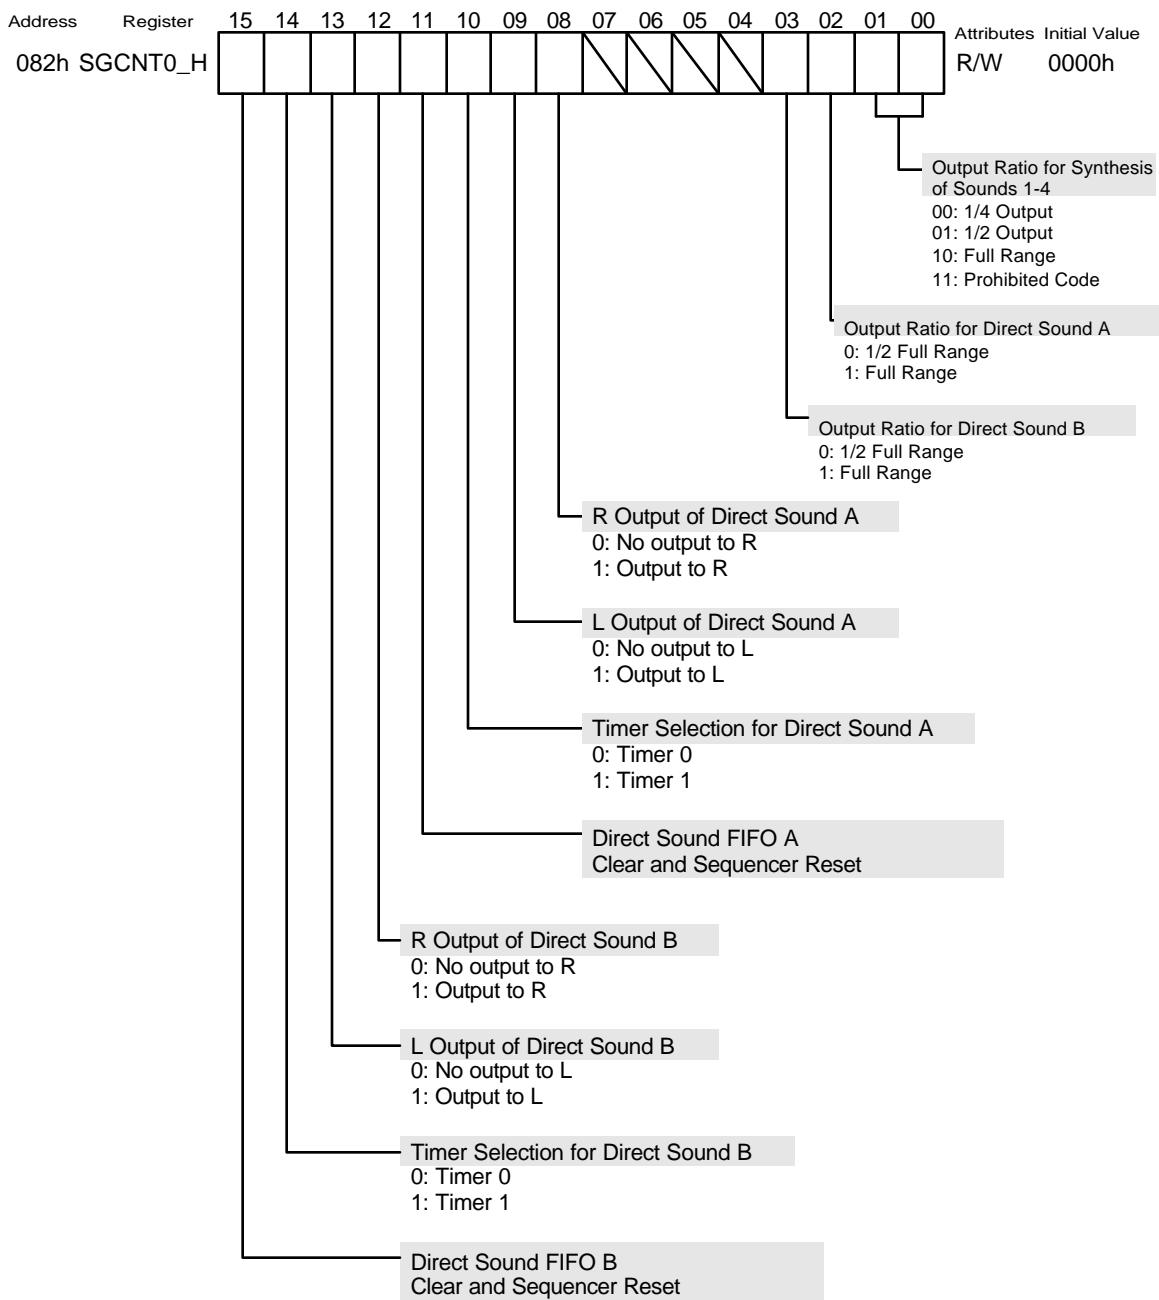 Address Register 15 14 13 12 11 10 09 08 07 06 05 04 03 02 01 00 Attributes Initial Value
082h SGCNT0_H R/W 0000h
Output Ratio for Synthesis
of Sounds 1-4
00: 1/4 Output
01: 1/2 Output
10: Full Range
11: Prohibited Code
Output Ratio for Direct Sound A
0: 1/2 Full Range
1: Full Range
Output Ratio for Direct Sound B
0: 1/2 Full Range
1: Full Range
R Output of Direct Sound A
0: No output to R
1: Output to R
L Output of Direct Sound A
0: No output to L
1: Output to L
Timer Selection for Direct Sound A
0: Timer 0
1: Timer 1
Direct Sound FIFO A
Clear and Sequencer Reset
R Output of Direct Sound B
0: No output to R
1: Output to R
L Output of Direct Sound B
0: No output to L
1: Output to L
Timer Selection for Direct Sound B
0: Timer 0
1: Timer 1
Direct Sound FIFO B
Clear and Sequencer Reset